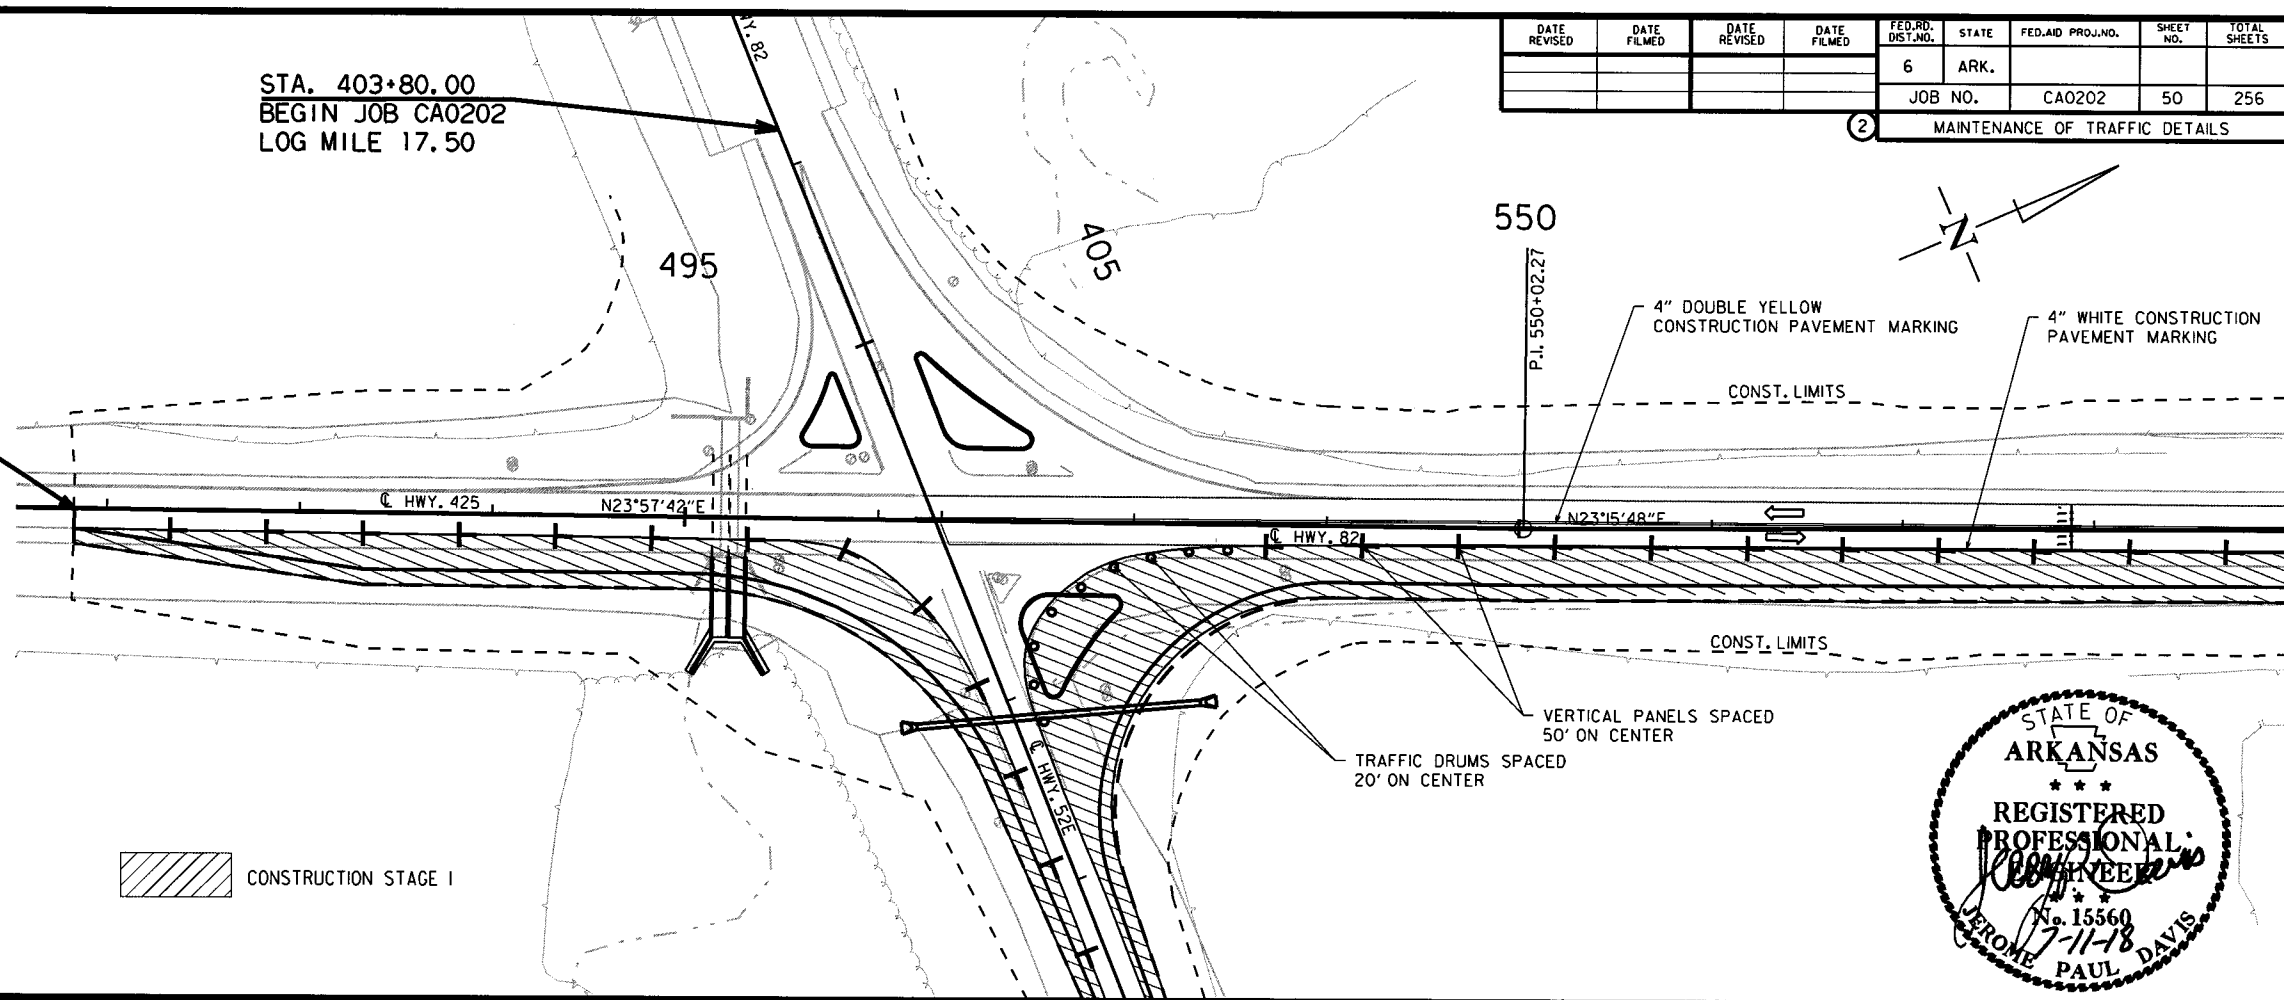 DATE REVISED
DATE FILMED
DATE REVISED
DATE FILMED
FED.RD. DIST.NO.
STATE
FED.AID PROJ.NO.
SHEET NO.
TOTAL SHEETS
6
ARK.
JOB NO.
CA0202
50
256
2
MAINTENANCE OF TRAFFIC DETAILS
STA. 403+80.00
BEGIN JOB CA0202
LOG MILE 17.50
HWY. 82
495
405
550
P.I. 550+02.27
N
4" DOUBLE YELLOW
CONSTRUCTION PAVEMENT MARKING
4" WHITE CONSTRUCTION
PAVEMENT MARKING
CONST. LIMITS
℄ HWY. 425
N23°57'42"E
N23°15'48"E
℄ HWY. 82
CONST. LIMITS
VERTICAL PANELS SPACED
50' ON CENTER
TRAFFIC DRUMS SPACED
20' ON CENTER
℄ HWY. 52E
CONSTRUCTION STAGE I
STATE OF
ARKANSAS
* * *
REGISTERED
PROFESSIONAL
ENGINEER
* * *
No. 15560
7-11-18
JEROME PAUL DAVIS